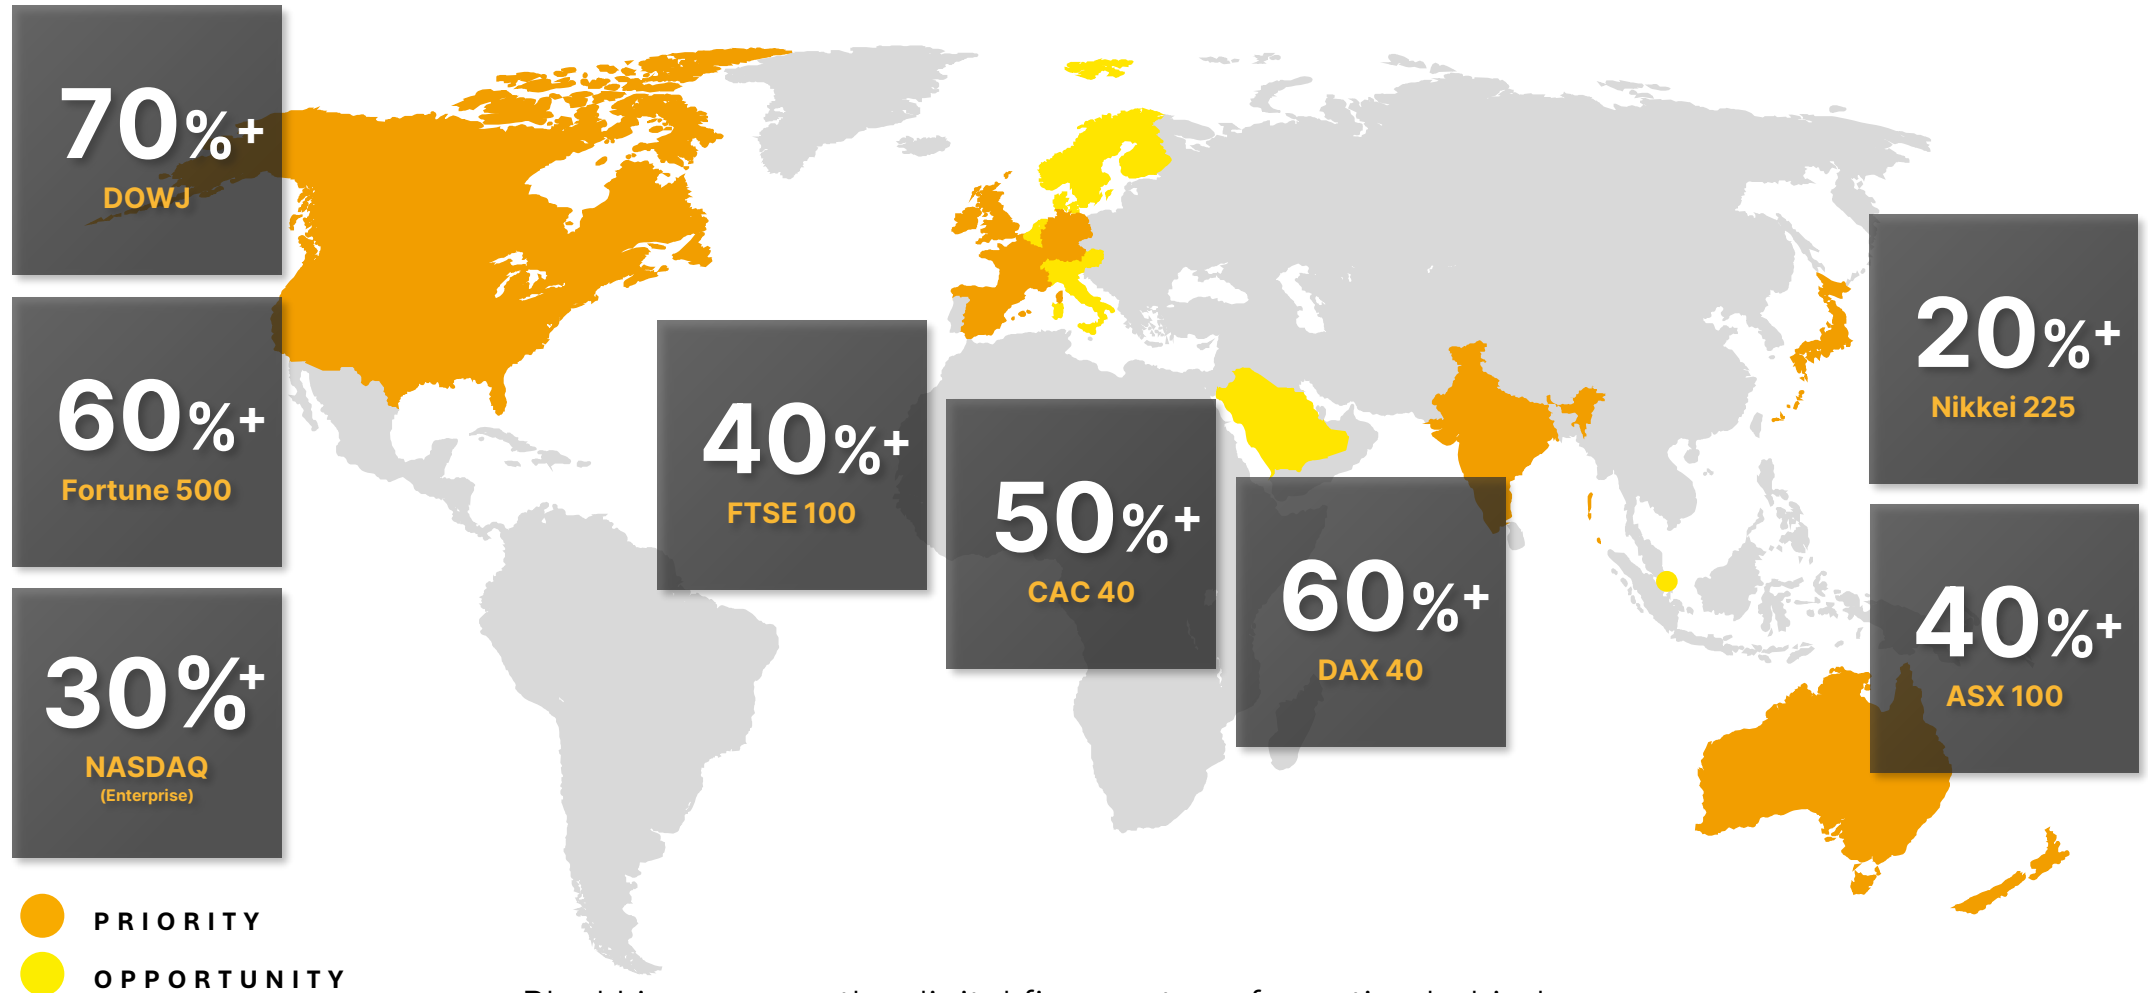 70%+
DOWJ
60%+
Fortune 500
30%+
NASDAQ
(Enterprise)
40%+
FTSE 100
50%+
CAC 40
60%+
DAX 40
20%+
Nikkei 225
40%+
ASX 100
PRIORITY
OPPORTUNITY